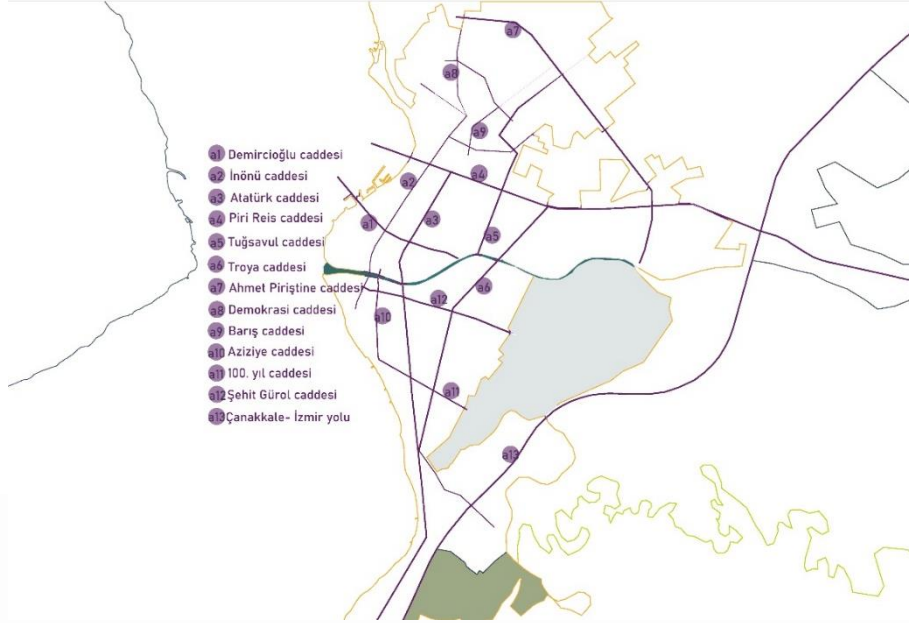 a7
a8
a9
a4
a2
a3
a1
a5
a6
a12
a10
a11
a13
a1 Demircioğlu caddesi
a2 İnönü caddesi
a3 Atatürk caddesi
a4 Piri Reis caddesi
a5 Tuğsavul caddesi
a6 Troya caddesi
a7 Ahmet Piriştine caddesi
a8 Demokrasi caddesi
a9 Barış caddesi
a10 Aziziye caddesi
a11 100. yıl caddesi
a12 Şehit Gürol caddesi
a13 Çanakkale- İzmir yolu